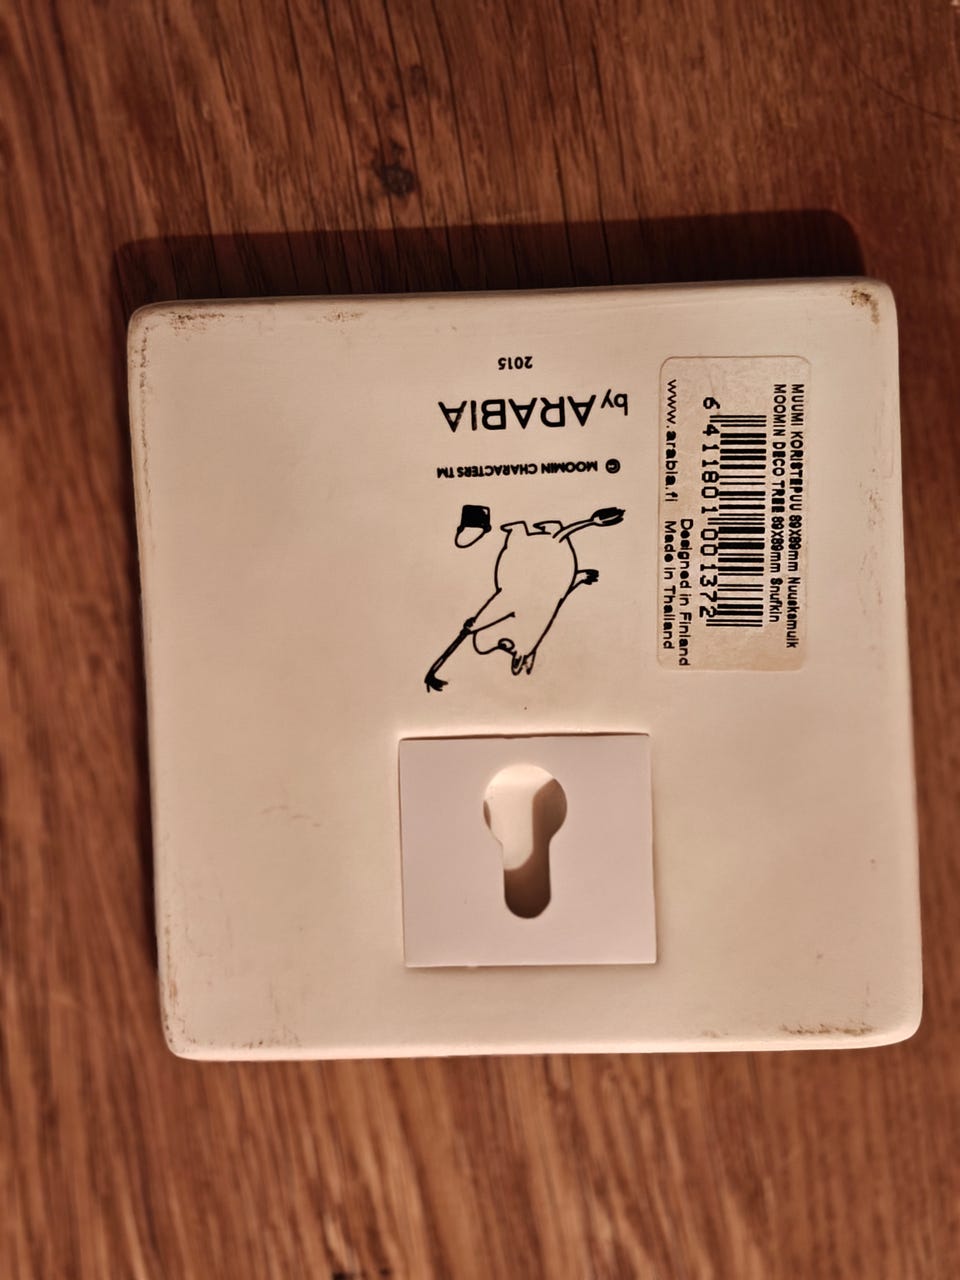 © MOOMIN CHARACTERS TM
by ARABIA
2015
MUUMI KORISTEPUU 89X89mm Nuuskamuik
MOOMIN DECO TREE 89X89mm Snufkin
6 411801 001372
Designed in Finland
www.arabia.fi Made in Thailand